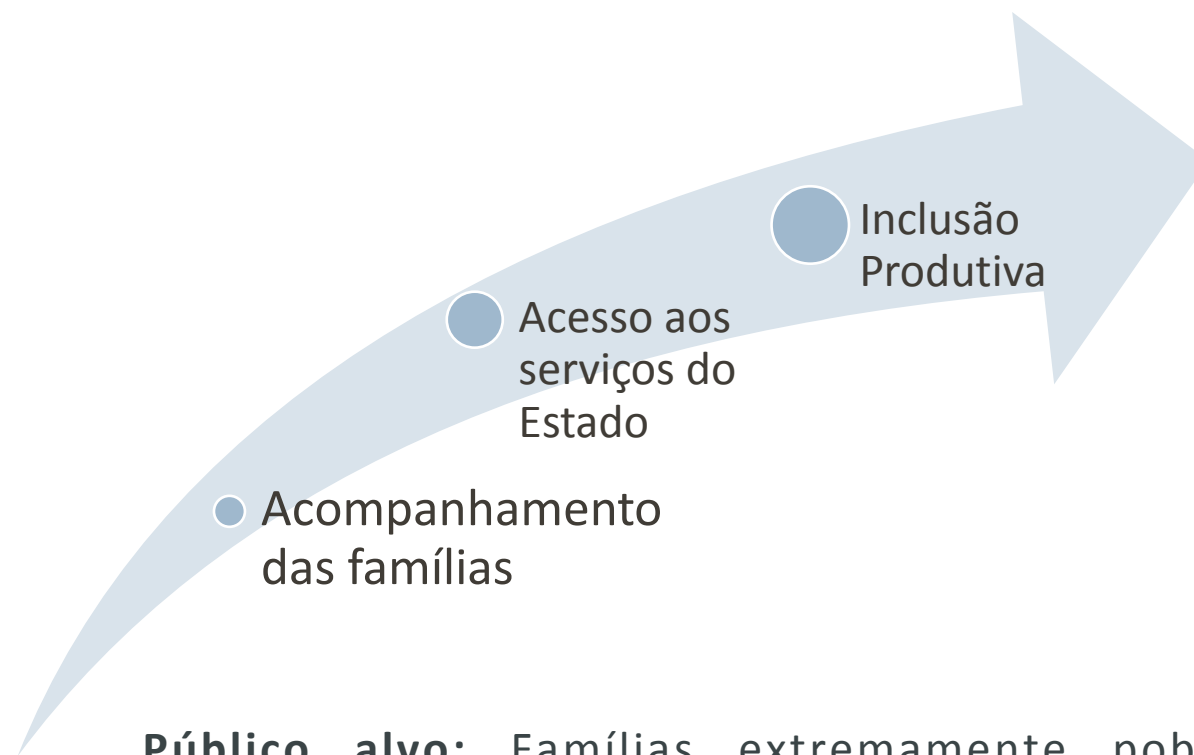 Inclusão
Produtiva
Acesso aos
serviços do
Estado
Acompanhamento
das famílias
Público alvo: Famílias extremamente